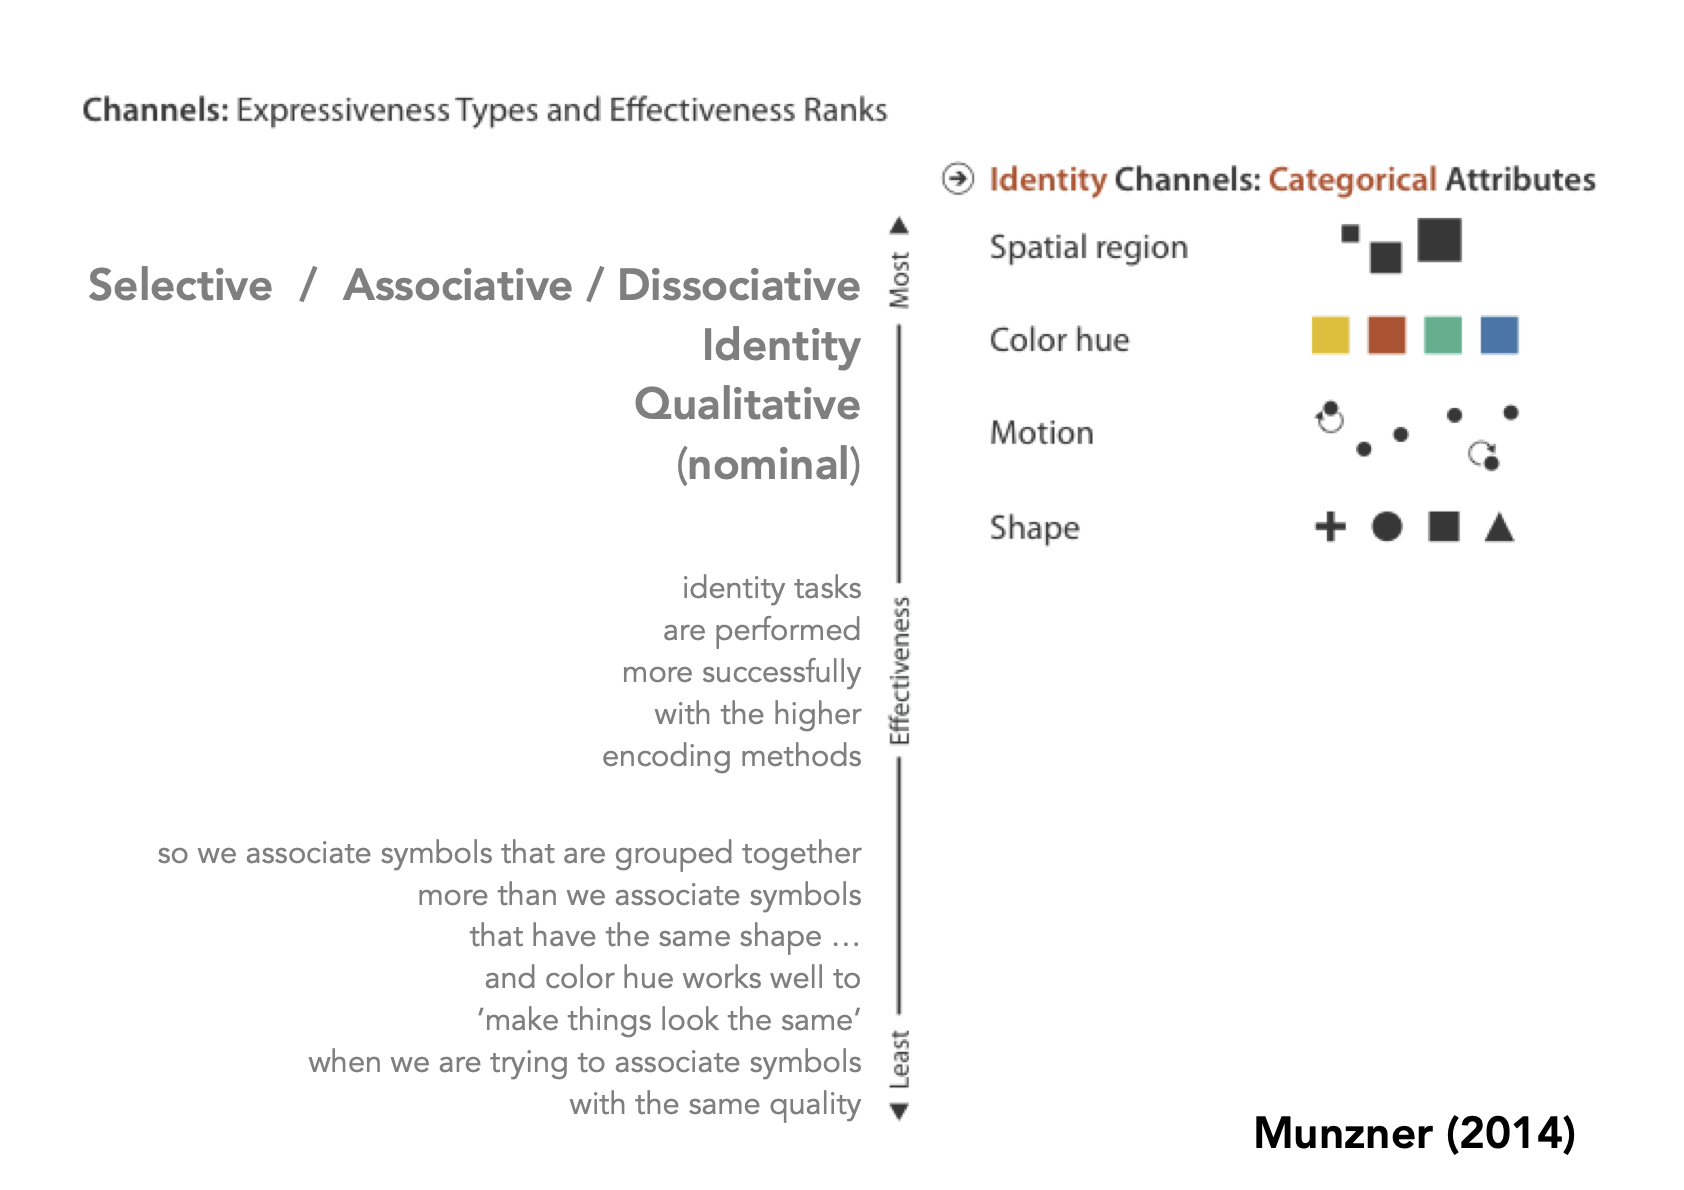 Channels: Expressiveness Types and Effectiveness Ranks
Identity Channels: Categorical Attributes
Selective / Associative / Dissociative
Identity
Qualitative
(nominal)
identity tasks
are performed
more successfully
with the higher
encoding methods
so we associate symbols that are grouped together
more than we associate symbols
that have the same shape …
and color hue works well to
‘make things look the same’
when we are trying to associate symbols
with the same quality
Most
Effectiveness
Least
Spatial region
Color hue
Motion
Shape
Munzner (2014)